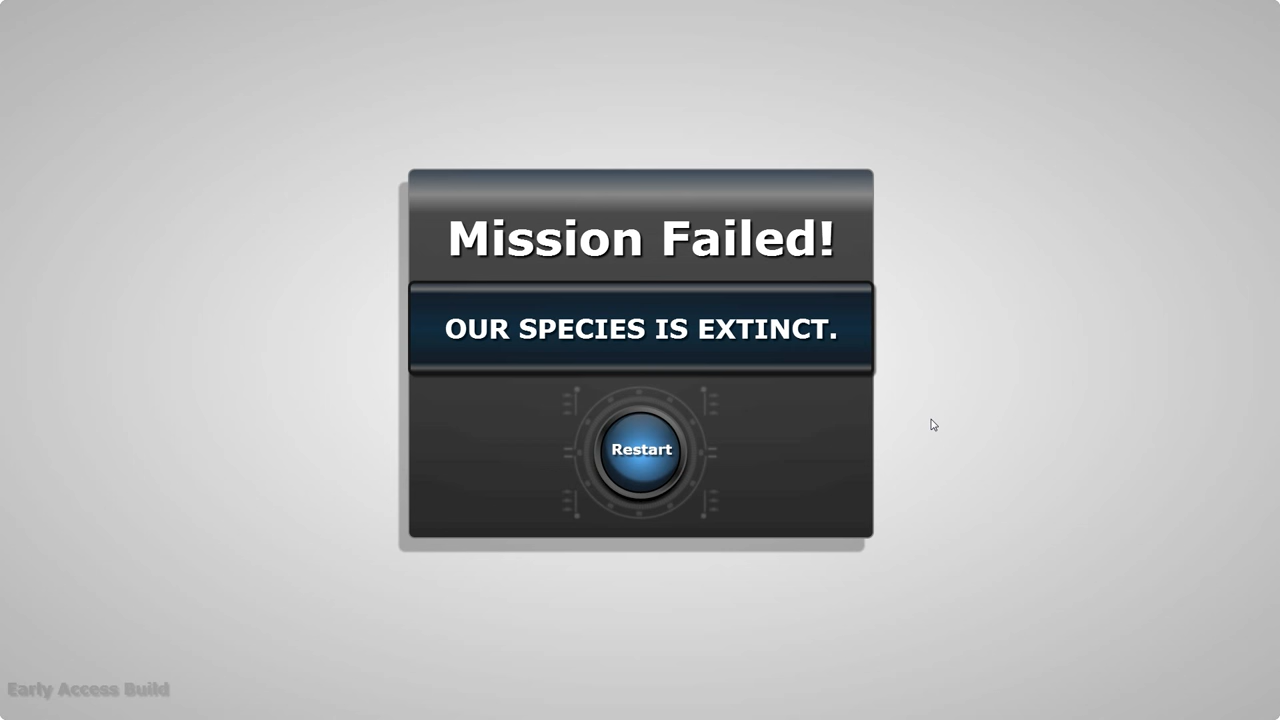 Mission Failed!
OUR SPECIES IS EXTINCT.
Restart
Early Access Build